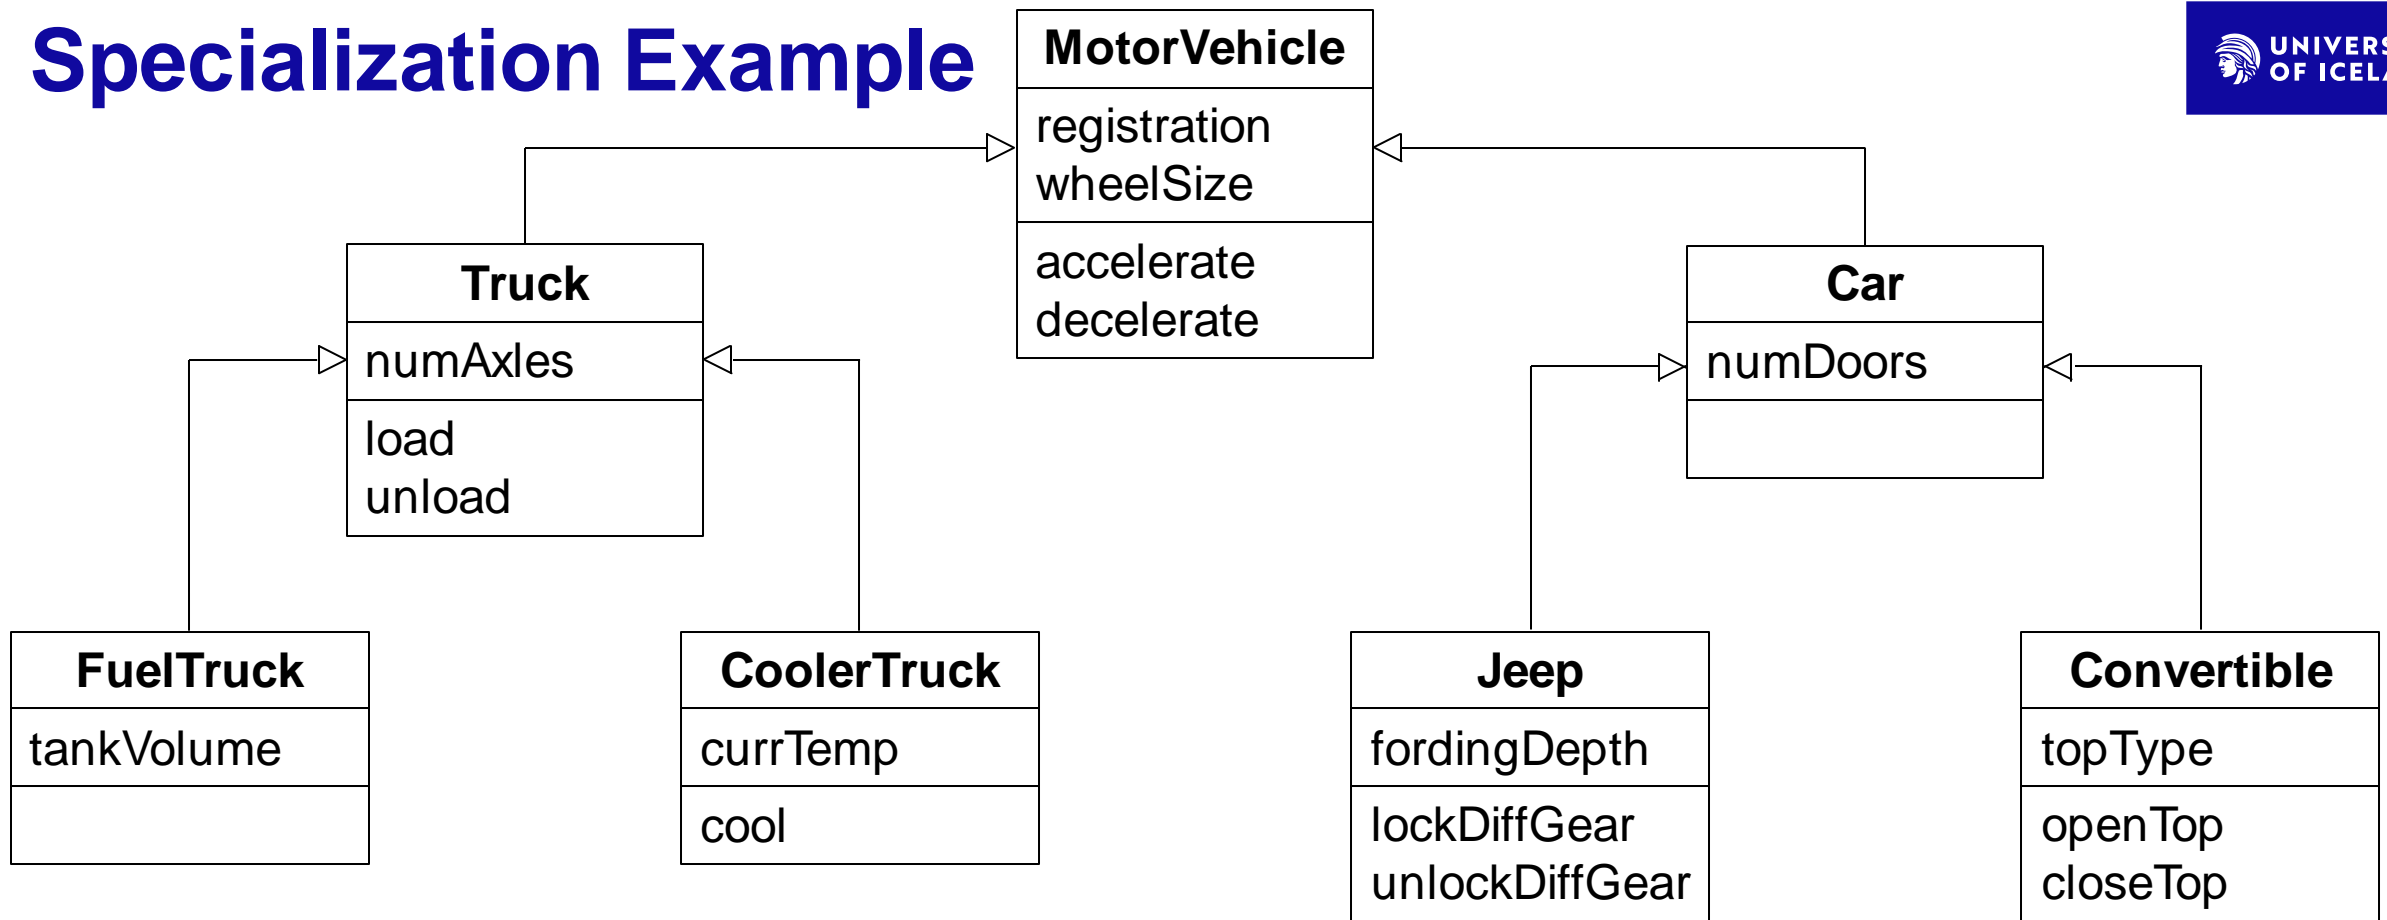 Specialization Example
MotorVehicle
registration
wheelSize
accelerate
decelerate
UNIVERS
OF ICELA
Truck
numAxles
load
unload
Car
numDoors
FuelTruck
tankVolume
CoolerTruck
currTemp
cool
Jeep
fordingDepth
lockDiffGear
unlockDiffGear
Convertible
topType
openTop
closeTop